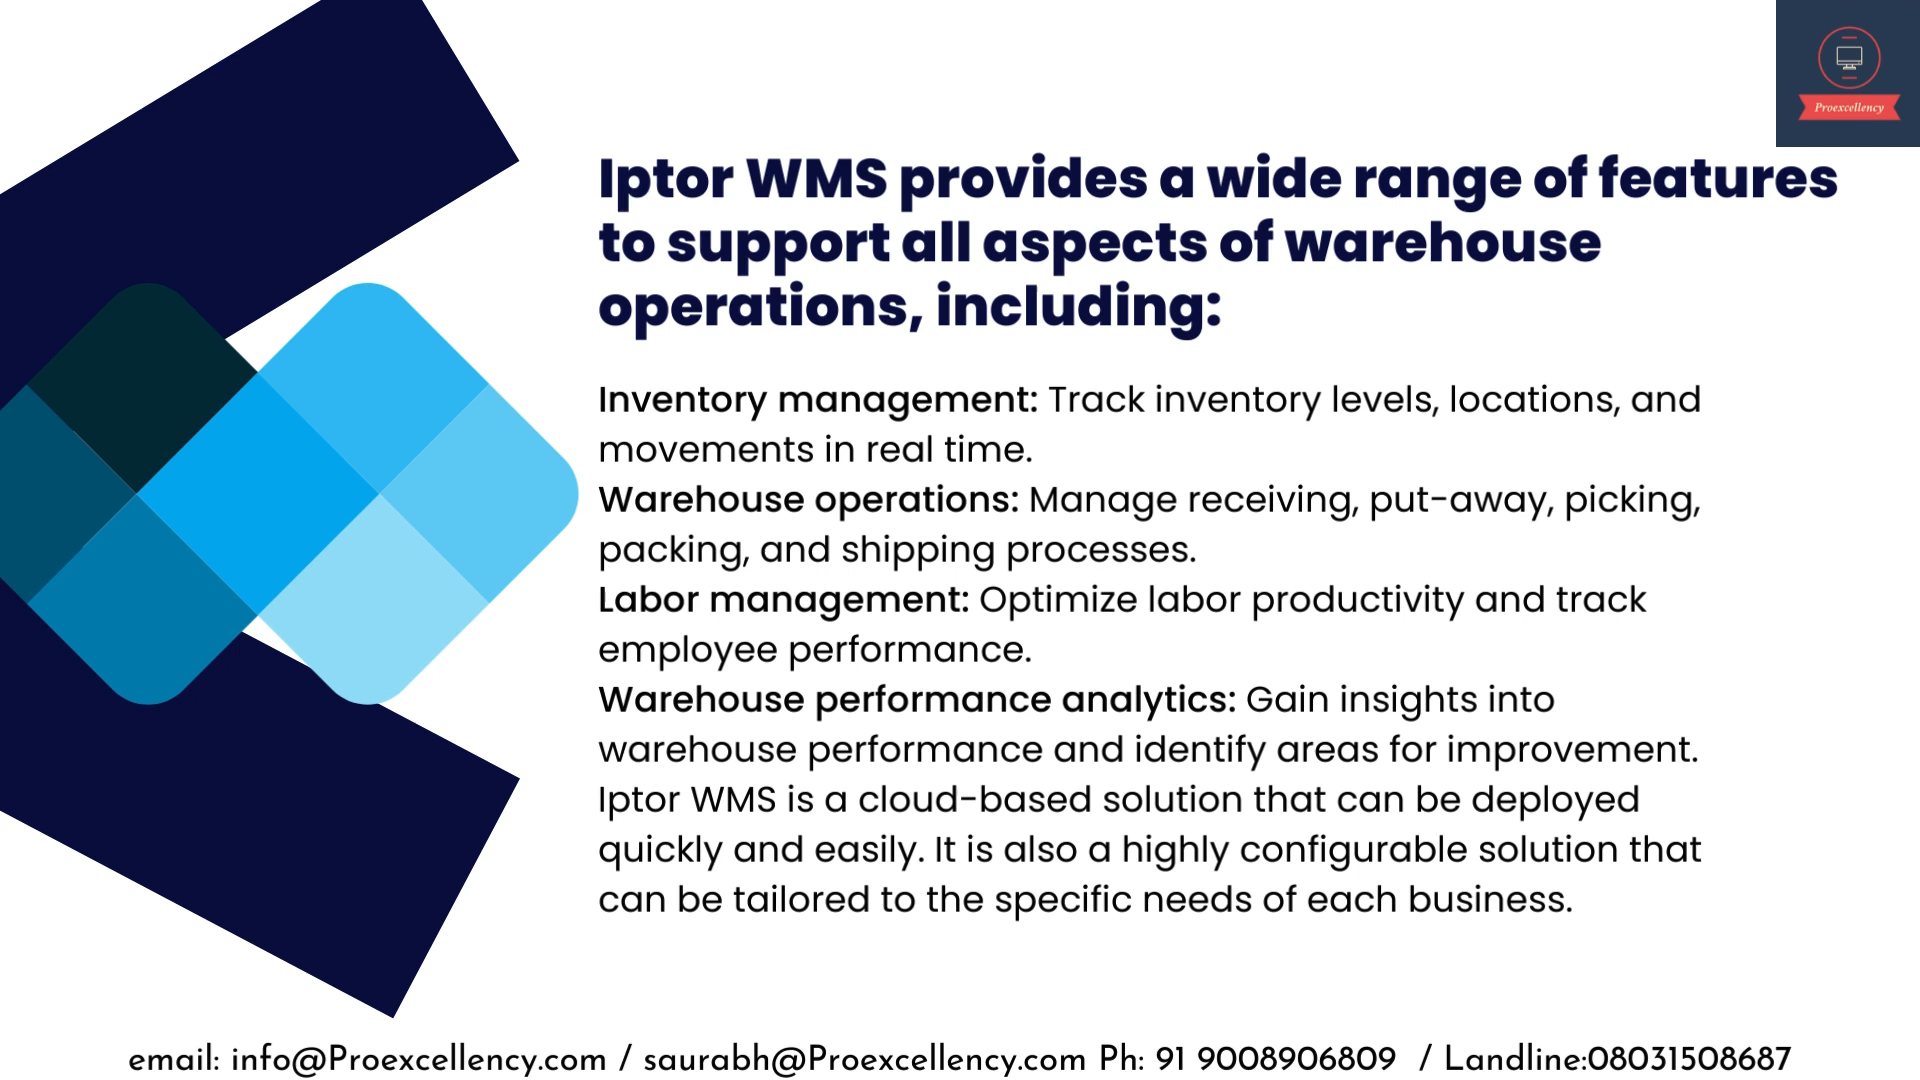 Proexcellency
Iptor WMS provides a wide range of features
to support all aspects of warehouse
operations, including:
Inventory management: Track inventory levels, locations, and
movements in real time.
Warehouse operations: Manage receiving, put-away, picking,
packing, and shipping processes.
Labor management: Optimize labor productivity and track
employee performance.
Warehouse performance analytics: Gain insights into
warehouse performance and identify areas for improvement.
Iptor WMS is a cloud-based solution that can be deployed
quickly and easily. It is also a highly configurable solution that
can be tailored to the specific needs of each business.
email: info@Proexcellency.com / saurabh@Proexcellency.com Ph: 91 9008906809 / Landline:08031508687